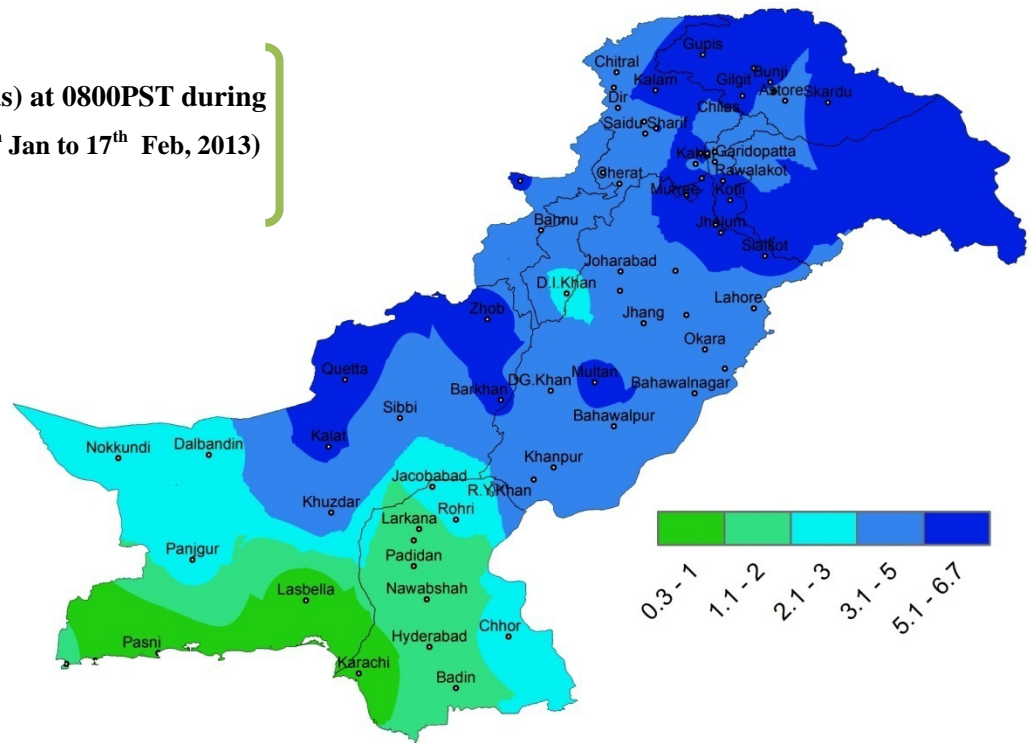 s) at 0800PST during
Jan to 17th Feb, 2013)
Gupis
Chitral
Bunji
Kalam
Gilgit
Astore
Skardu
Dir
Chilas
Saidu Sharif
Garidopatta
Cherat
Rawalakot
Murree
Kotli
Bannu
Jhelum
Sialkot
Joharabad
D.I.Khan
Lahore
Zhob
Jhang
Okara
Quetta
Multan
DG.Khan
Bahawalnagar
Barkhan
Sibbi
Bahawalpur
Kalat
Nokkundi
Dalbandin
Khanpur
Jacobabad
R.Y.Khan
Khuzdar
Rohri
Larkana
Panjgur
Padidan
Lasbella
Nawabshah
Chhor
Pasni
Hyderabad
Karachi
Badin
0.3 - 1
1.1 - 2
2.1 - 3
3.1 - 5
5.1 - 6.7